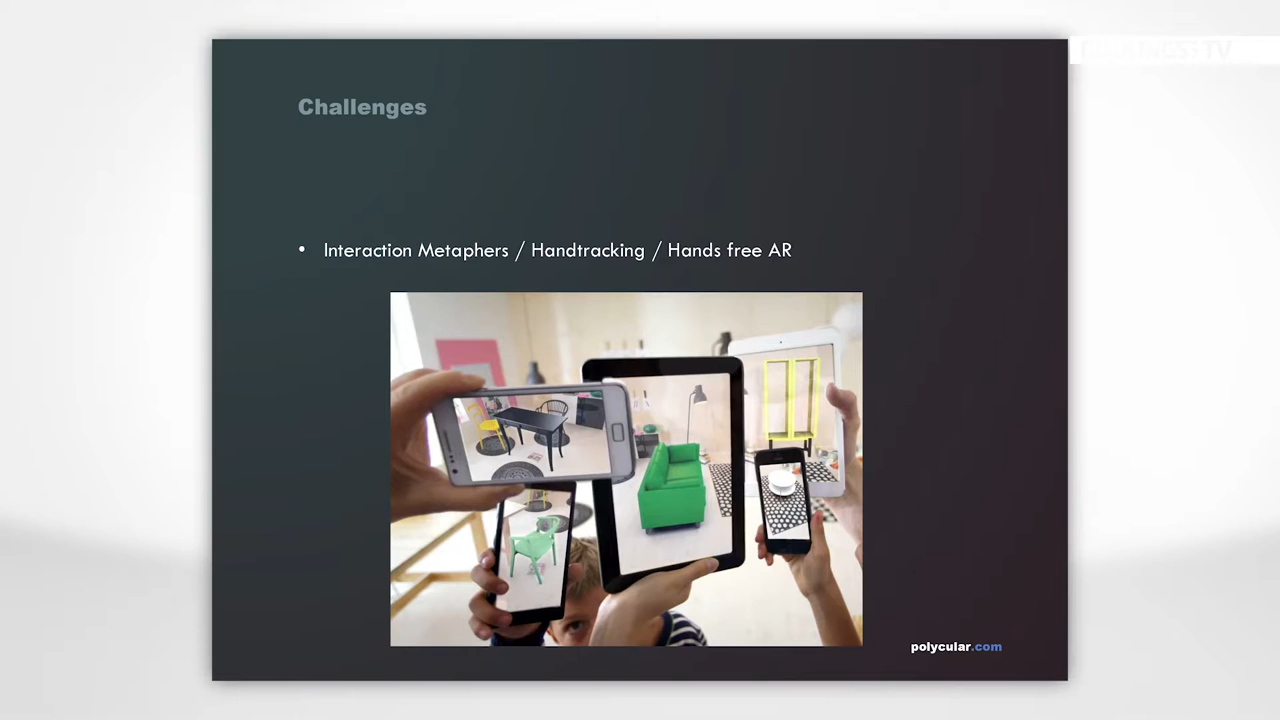 Challenges
• Interaction Metaphers / Handtracking / Hands free AR
polycular.com